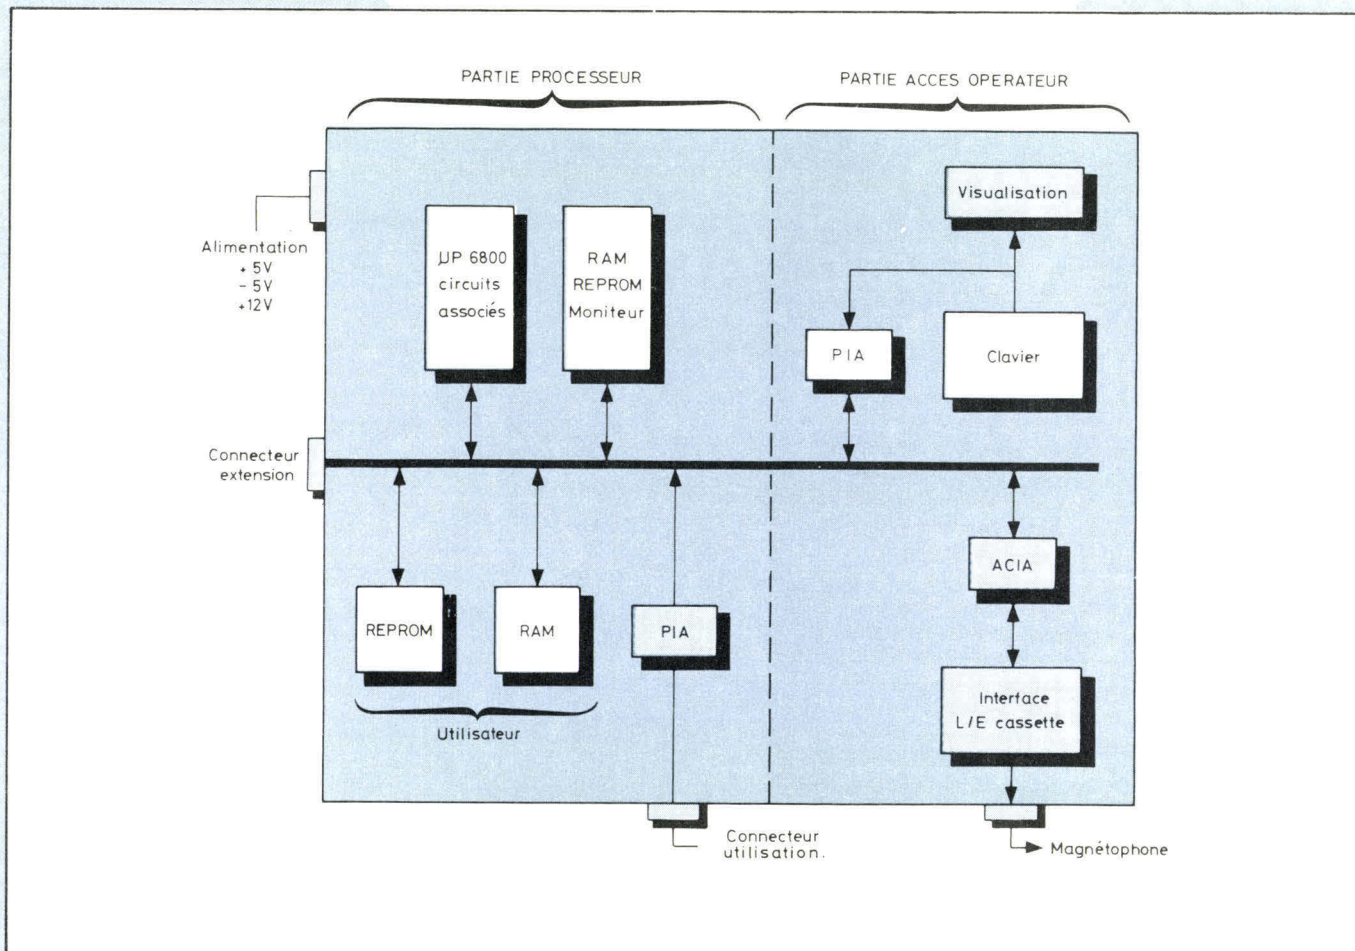 PARTIE PROCESSEUR
PARTIE ACCES OPERATEUR
Visualisation
Alimentation
+ 5V
- 5V
+12V
µP 6800
circuits
associés
RAM
REPROM
Moniteur
PIA
Clavier
Connecteur
extension
ACIA
REPROM
RAM
PIA
Interface
L/E cassette
Utilisateur
Connecteur
utilisation.
Magnétophone